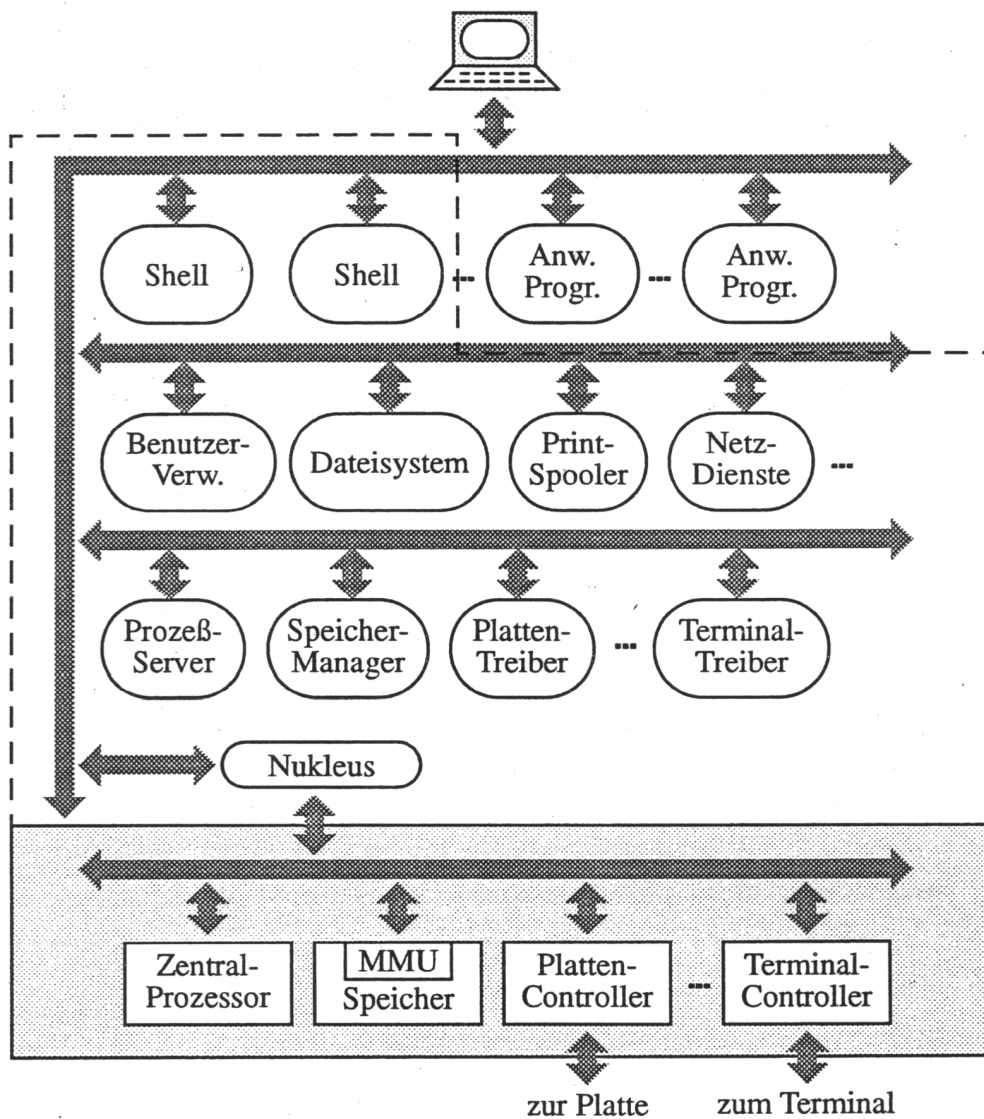 Shell
Shell
...
Anw.
Progr.
...
Anw.
Progr.
Benutzer-
Verw.
Dateisystem
Print-
Spooler
Netz-
Dienste
...
Prozeß-
Server
Speicher-
Manager
Platten-
Treiber
...
Terminal-
Treiber
Nukleus
Zentral-
Prozessor
MMU
Speicher
Platten-
Controller
...
Terminal-
Controller
zur Platte
zum Terminal